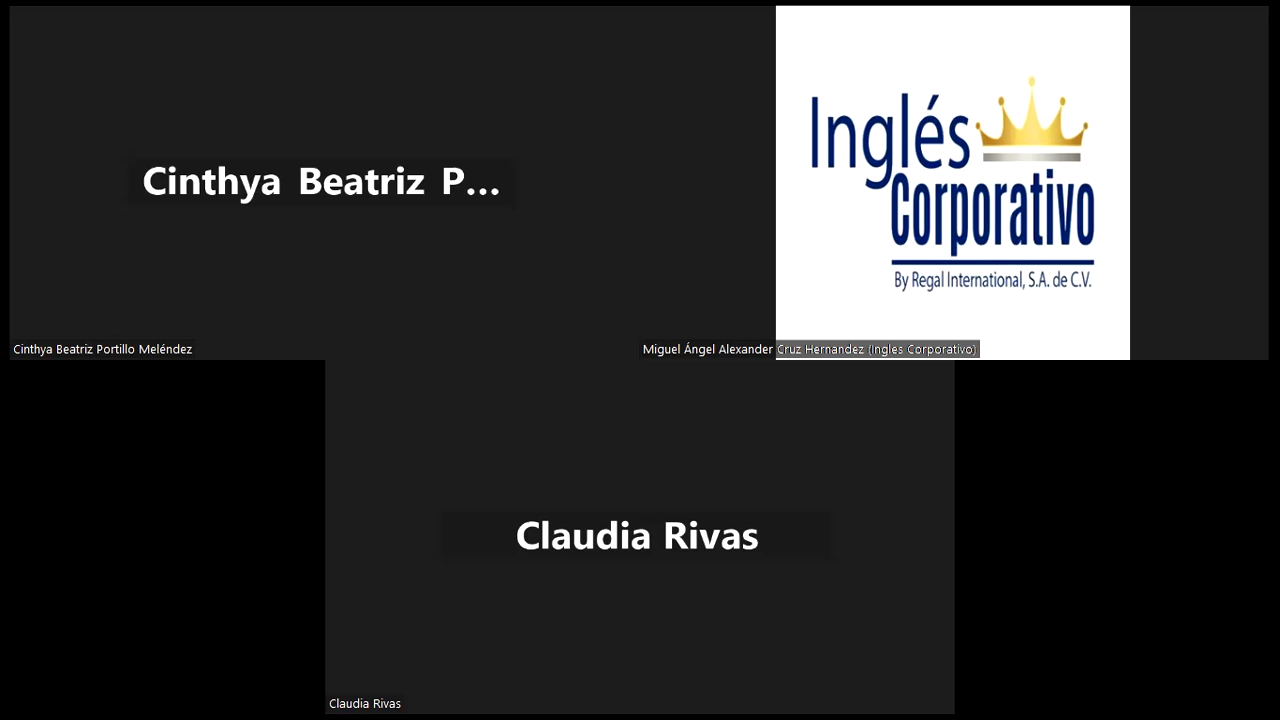 Cinthya Beatriz P...
Cinthya Beatriz Portillo Meléndez
Inglés
Corporativo
By Regal International, S.A. de C.V.
Miguel Ángel Alexander Cruz Hernandez (Ingles Corporativo)
Claudia Rivas
Claudia Rivas